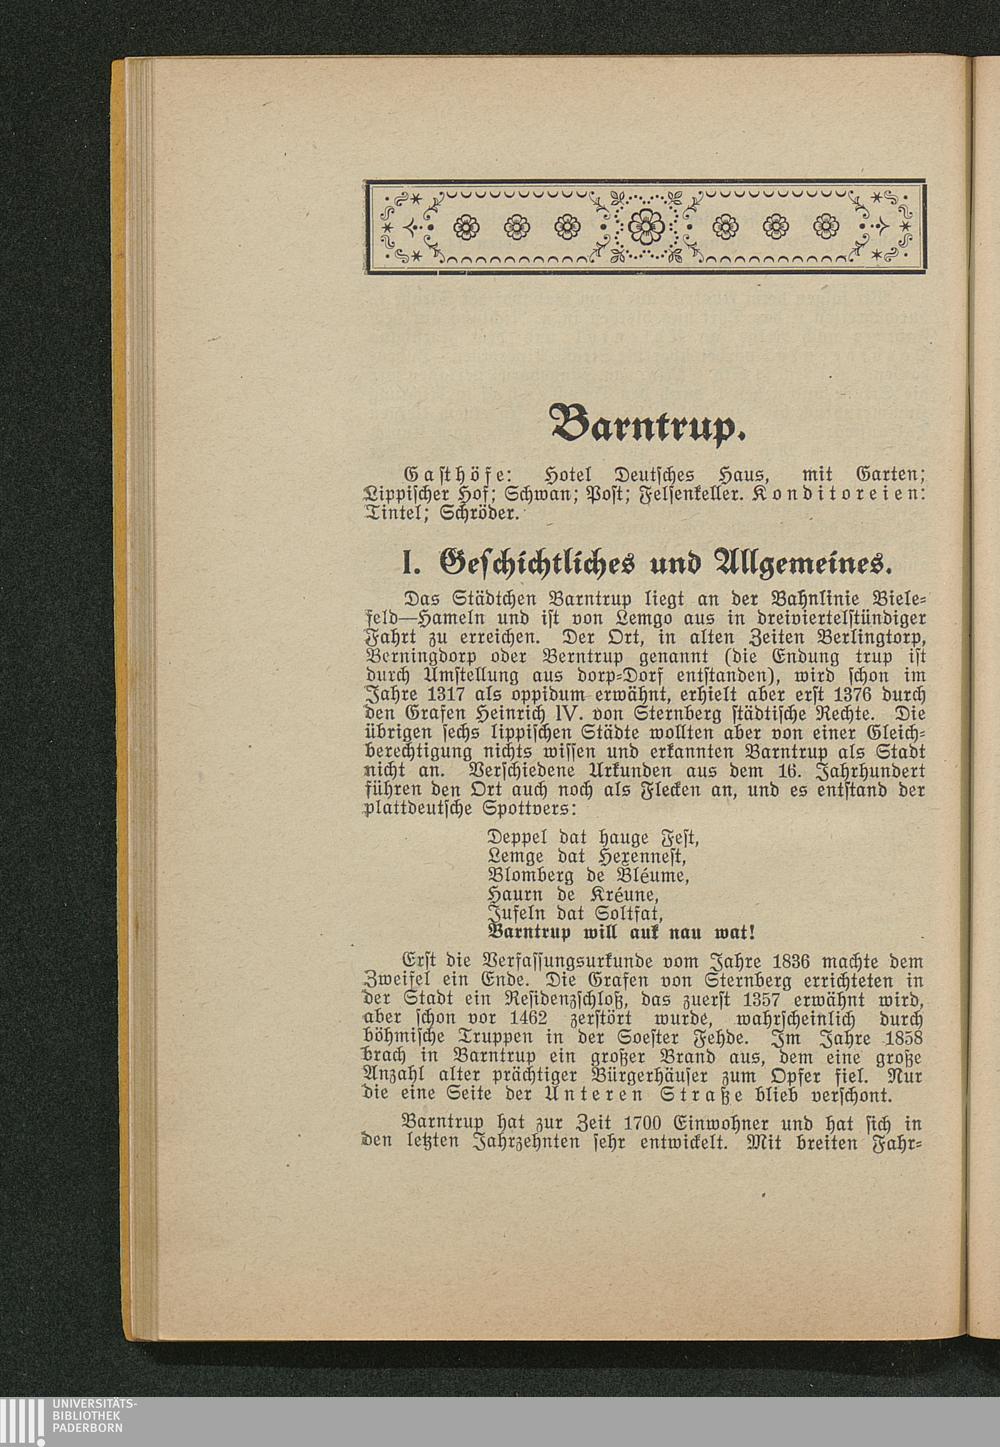 Barntrup.
Gasthöfe: Hotel Deutsches Haus, mit Garten;
Lippischer Hof; Schwan; Post; Felsenkeller. Konditoreien:
Tintel; Schröder.
I. Geschichtliches und Allgemeines.
Das Städtchen Barntrup liegt an der Bahnlinie Biele-
feld—Hameln und ist von Lemgo aus in dreiviertelstündiger
Fahrt zu erreichen. Der Ort, in alten Zeiten Berlingtorp,
Berningdorp oder Berntrup genannt (die Endung trup ist
durch Umstellung aus dorp-Dorf entstanden), wird schon im
Jahre 1317 als oppidum erwähnt, erhielt aber erst 1376 durch
den Grafen Heinrich IV. von Sternberg städtische Rechte. Die
übrigen sechs lippischen Städte wollten aber von einer Gleich-
berechtigung nichts wissen und erkannten Barntrup als Stadt
nicht an. Verschiedene Urkunden aus dem 16. Jahrhundert
führen den Ort auch noch als Flecken an, und es entstand der
plattdeutsche Spottvers:
Deppel dat hauge Fest,
Lemge dat Hexennest,
Blomberg de Bléume,
Haurn de Kréune,
Jufeln dat Soltfat,
Barntrup will auk nau wat!
Erst die Verfassungsurkunde vom Jahre 1836 machte dem
Zweifel ein Ende. Die Grafen von Sternberg errichteten in
der Stadt ein Residenzschloß, das zuerst 1357 erwähnt wird,
aber schon vor 1462 zerstört wurde, wahrscheinlich durch
böhmische Truppen in der Soester Fehde. Im Jahre 1858
brach in Barntrup ein großer Brand aus, dem eine große
Anzahl alter prächtiger Bürgerhäuser zum Opfer fiel. Nur
die eine Seite der Unteren Straße blieb verschont.
Barntrup hat zur Zeit 1700 Einwohner und hat sich in
den letzten Jahrzehnten sehr entwickelt. Mit breiten Fahr-
UNIVERSITÄTS-
BIBLIOTHEK
PADERBORN